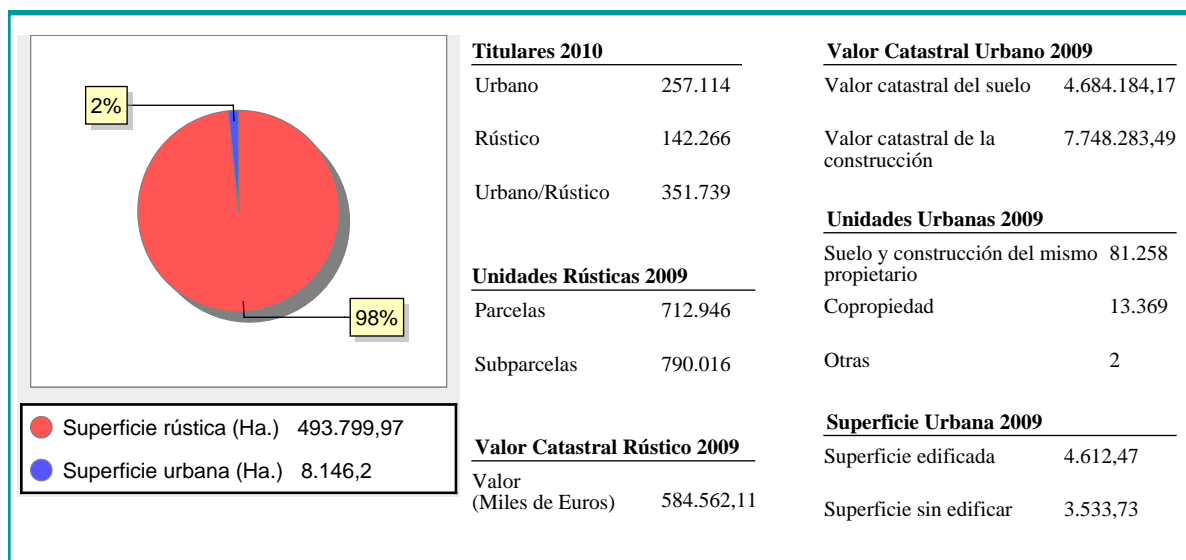 2%
98%
Superficie rústica (Ha.) 493.799,97
Superficie urbana (Ha.) 8.146,2
Titulares 2010
Urbano 257.114
Rústico 142.266
Urbano/Rústico 351.739
Unidades Rústicas 2009
Parcelas 712.946
Subparcelas 790.016
Valor Catastral Rústico 2009
Valor
(Miles de Euros) 584.562,11
Valor Catastral Urbano 2009
Valor catastral del suelo 4.684.184,17
Valor catastral de la 7.748.283,49
construcción
Unidades Urbanas 2009
Suelo y construcción del mismo 81.258
propietario
Copropiedad 13.369
Otras 2
Superficie Urbana 2009
Superficie edificada 4.612,47
Superficie sin edificar 3.533,73